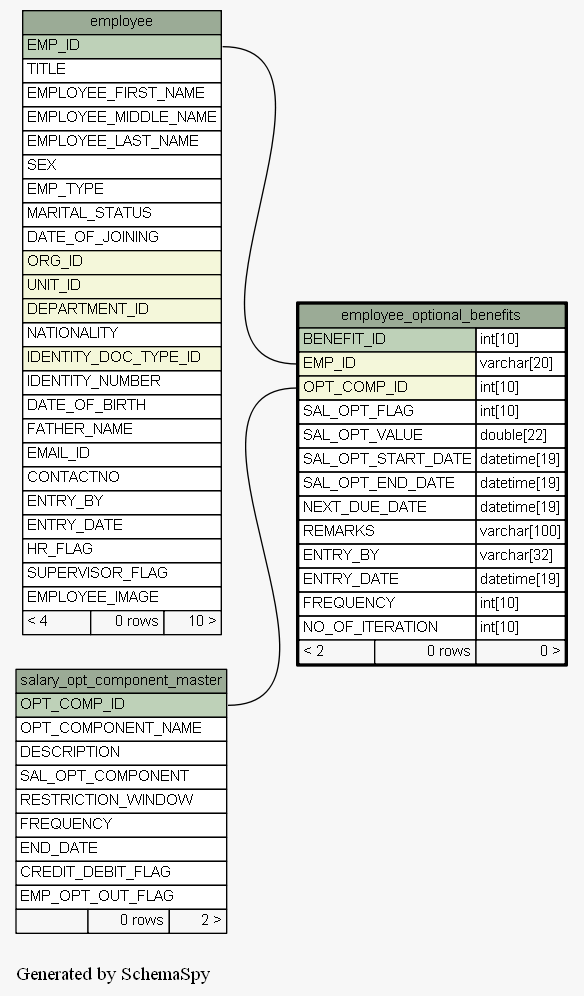 employee
EMP_ID
TITLE
EMPLOYEE_FIRST_NAME
EMPLOYEE_MIDDLE_NAME
EMPLOYEE_LAST_NAME
SEX
EMP_TYPE
MARITAL_STATUS
DATE_OF_JOINING
ORG_ID
UNIT_ID
DEPARTMENT_ID
NATIONALITY
IDENTITY_DOC_TYPE_ID
IDENTITY_NUMBER
DATE_OF_BIRTH
FATHER_NAME
EMAIL_ID
CONTACTNO
ENTRY_BY
ENTRY_DATE
HR_FLAG
SUPERVISOR_FLAG
EMPLOYEE_IMAGE
< 4 0 rows 10 >
employee_optional_benefits
BENEFIT_ID int[10]
EMP_ID varchar[20]
OPT_COMP_ID int[10]
SAL_OPT_FLAG int[10]
SAL_OPT_VALUE double[22]
SAL_OPT_START_DATE datetime[19]
SAL_OPT_END_DATE datetime[19]
NEXT_DUE_DATE datetime[19]
REMARKS varchar[100]
ENTRY_BY varchar[32]
ENTRY_DATE datetime[19]
FREQUENCY int[10]
NO_OF_ITERATION int[10]
< 2 0 rows 0 >
salary_opt_component_master
OPT_COMP_ID
OPT_COMPONENT_NAME
DESCRIPTION
SAL_OPT_COMPONENT
RESTRICTION_WINDOW
FREQUENCY
END_DATE
CREDIT_DEBIT_FLAG
EMP_OPT_OUT_FLAG
0 rows 2 >
Generated by SchemaSpy